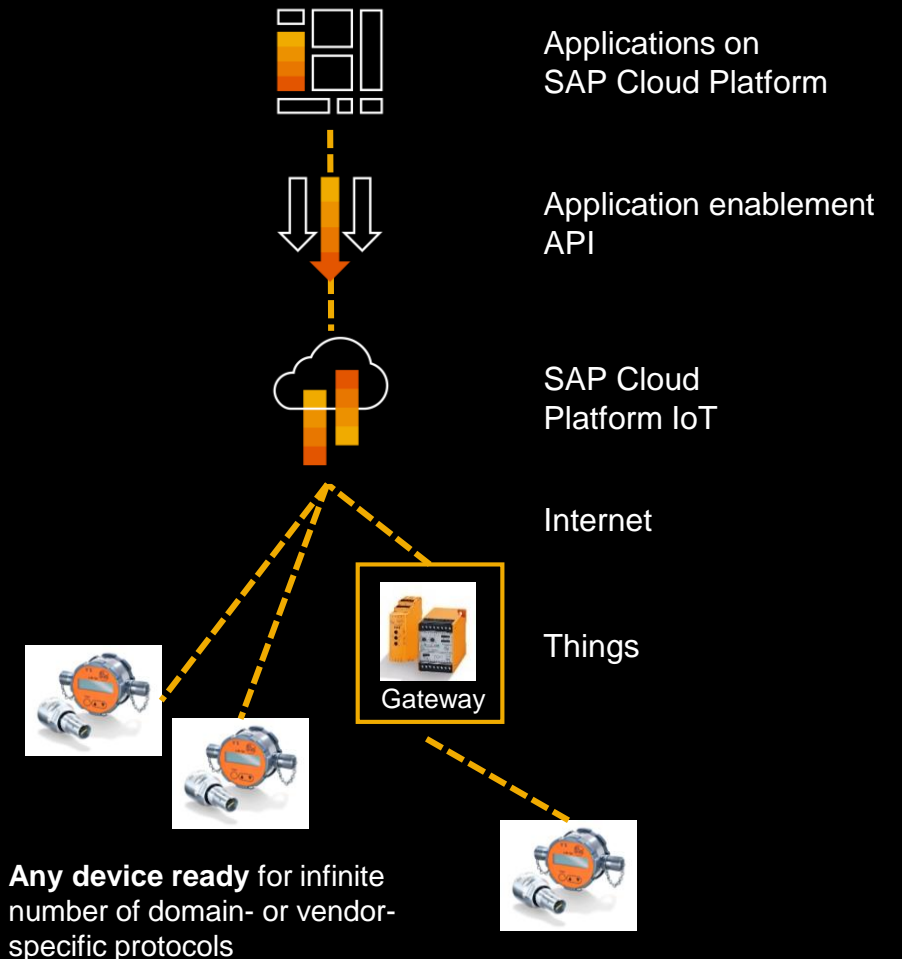 Applications on
SAP Cloud Platform
Application enablement
API
SAP Cloud
Platform IoT
Internet
Things
Gateway
Any device ready for infinite
number of domain- or vendor-
specific protocols